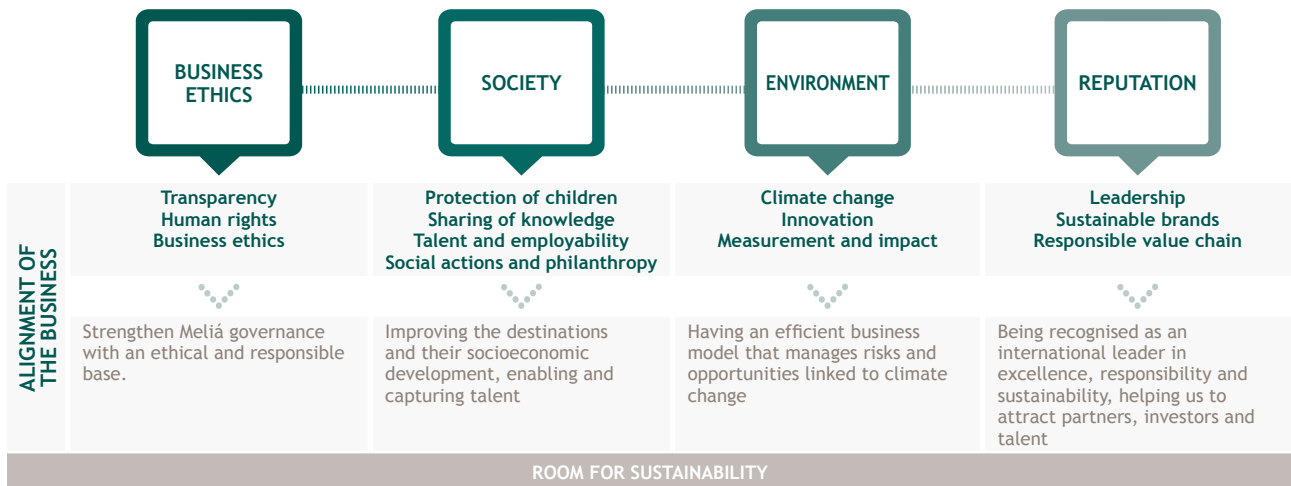 BUSINESS
ETHICS
SOCIETY
ENVIRONMENT
REPUTATION
ALIGNMENT OF
THE BUSINESS
Transparency
Human rights
Business ethics
Protection of children
Sharing of knowledge
Talent and employability
Social actions and philanthropy
Climate change
Innovation
Measurement and impact
Leadership
Sustainable brands
Responsible value chain
Strengthen Meliá governance
with an ethical and responsible
base.
Improving the destinations
and their socioeconomic
development, enabling and
capturing talent
Having an efficient business
model that manages risks and
opportunities linked to climate
change
Being recognised as an
international leader in
excellence, responsibility and
sustainability, helping us to
attract partners, investors and
talent
ROOM FOR SUSTAINABILITY